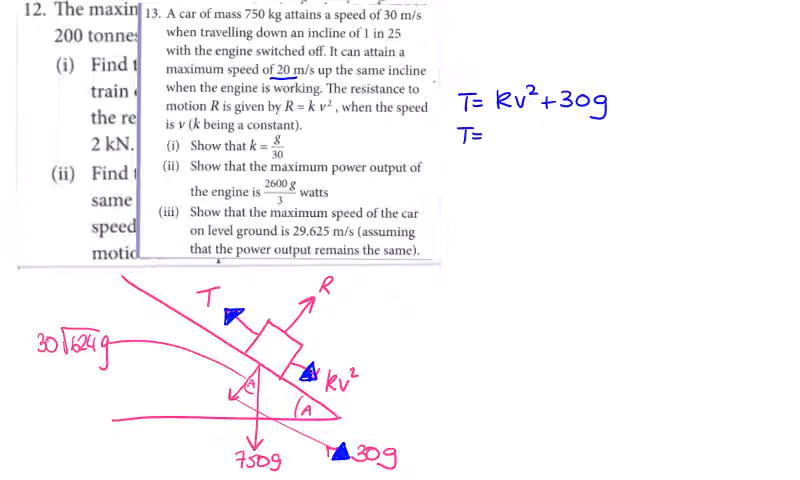 12. The maxin
200 tonne
(i) Find t
train
the re
2 kN.
(ii) Find t
same
speed
motic
13. A car of mass 750 kg attains a speed of 30 m/s
when travelling down an incline of 1 in 25
with the engine switched off. It can attain a
maximum speed of 20 m/s up the same incline
when the engine is working. The resistance to
motion R is given by R = k v², when the speed
is v (k being a constant).
(i) Show that k = g/30
(ii) Show that the maximum power output of
the engine is 2600 g/3 watts
(iii) Show that the maximum speed of the car
on level ground is 29.625 m/s (assuming
that the power output remains the same).
T= kv²+30g
T=
T
R
30√624g
kv²
A
A
750g
30g